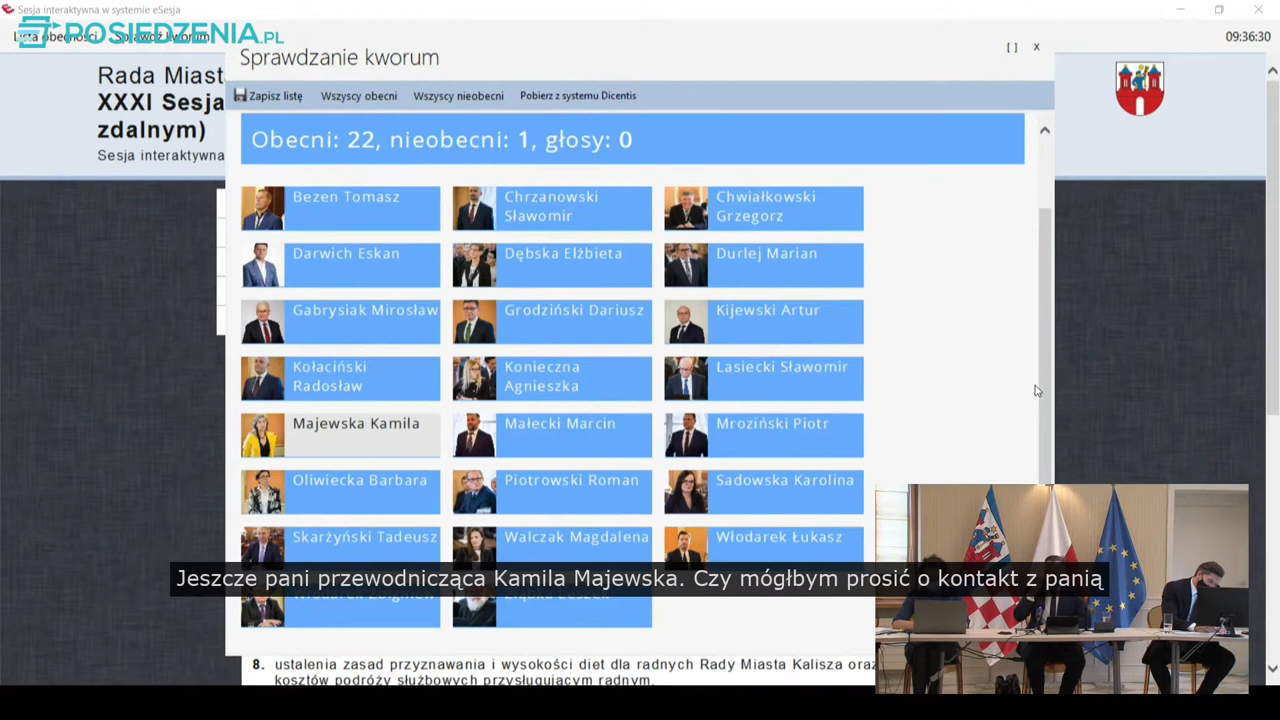 Sesja interaktywna w systemie eSesja
Lista obecności Sprawdź kworum
POSIEDZENIA.PL
09:36:30
Sprawdzanie kworum
[ ] x
Rada Miast
XXXI Sesja
zdalnym)
Sesja interaktywna
Zapisz listę Wszyscy obecni Wszyscy nieobecni Pobierz z systemu Dicentis
Obecni: 22, nieobecni: 1, głosy: 0
Bezen Tomasz
Chrzanowski
Sławomir
Chwiałkowski
Grzegorz
Darwich Eskan
Dębska Elżbieta
Durlej Marian
Gabrysiak Mirosław
Grodziński Dariusz
Kijewski Artur
Kołaciński
Radosław
Konieczna
Agnieszka
Lasiecki Sławomir
Majewska Kamila
Małecki Marcin
Mroziński Piotr
Oliwiecka Barbara
Piotrowski Roman
Sadowska Karolina
Skarżyński Tadeusz
Walczak Magdalena
Włodarek Łukasz
Jeszcze pani przewodnicząca Kamila Majewska. Czy mógłbym prosić o kontakt z panią
8. ustalenia zasad przyznawania i wysokości diet dla radnych Rady Miasta Kalisza oraz
kosztów podróży służbowych przysługującym radnym.